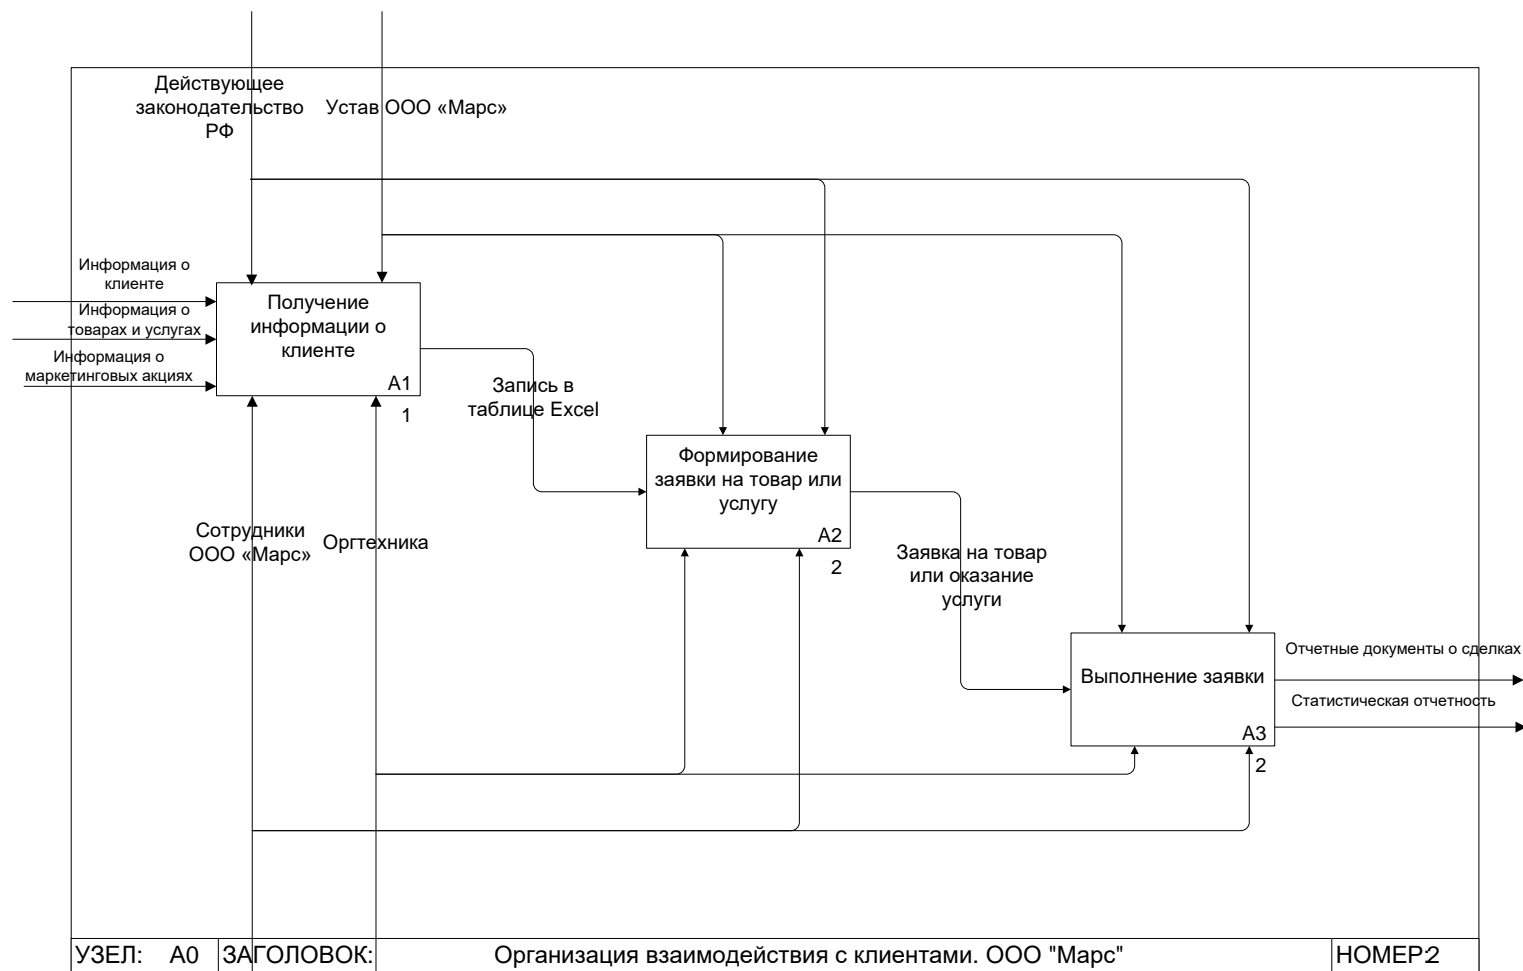 Действующее
законодательство
РФ
Устав ООО «Марс»
Информация о
клиенте
Информация о
товарах и услугах
Информация о
маркетинговых акциях
Получение
информации о
клиенте
A1
1
Запись в
таблице Excel
Формирование
заявки на товар или
услугу
A2
2
Сотрудники
ООО «Марс»
Оргтехника
Заявка на товар
или оказание
услуги
Выполнение заявки
A3
2
Отчетные документы о сделках
Статистическая отчетность
УЗЕЛ: A0 ЗАГОЛОВОК: Организация взаимодействия с клиентами. ООО "Марс" НОМЕР:2